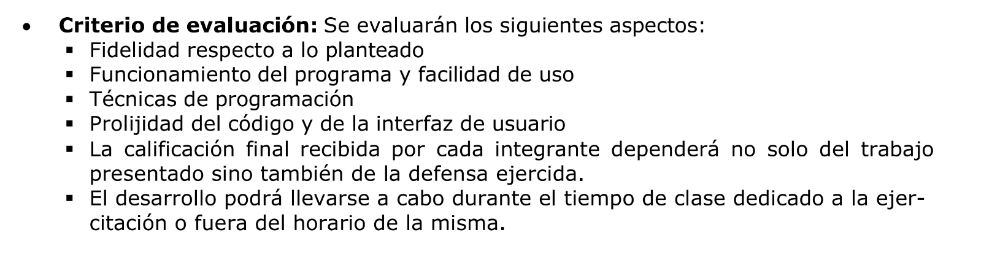 • Criterio de evaluación: Se evaluarán los siguientes aspectos:
▪ Fidelidad respecto a lo planteado
▪ Funcionamiento del programa y facilidad de uso
▪ Técnicas de programación
▪ Prolijidad del código y de la interfaz de usuario
▪ La calificación final recibida por cada integrante dependerá no solo del trabajo
presentado sino también de la defensa ejercida.
▪ El desarrollo podrá llevarse a cabo durante el tiempo de clase dedicado a la ejer-
citación o fuera del horario de la misma.